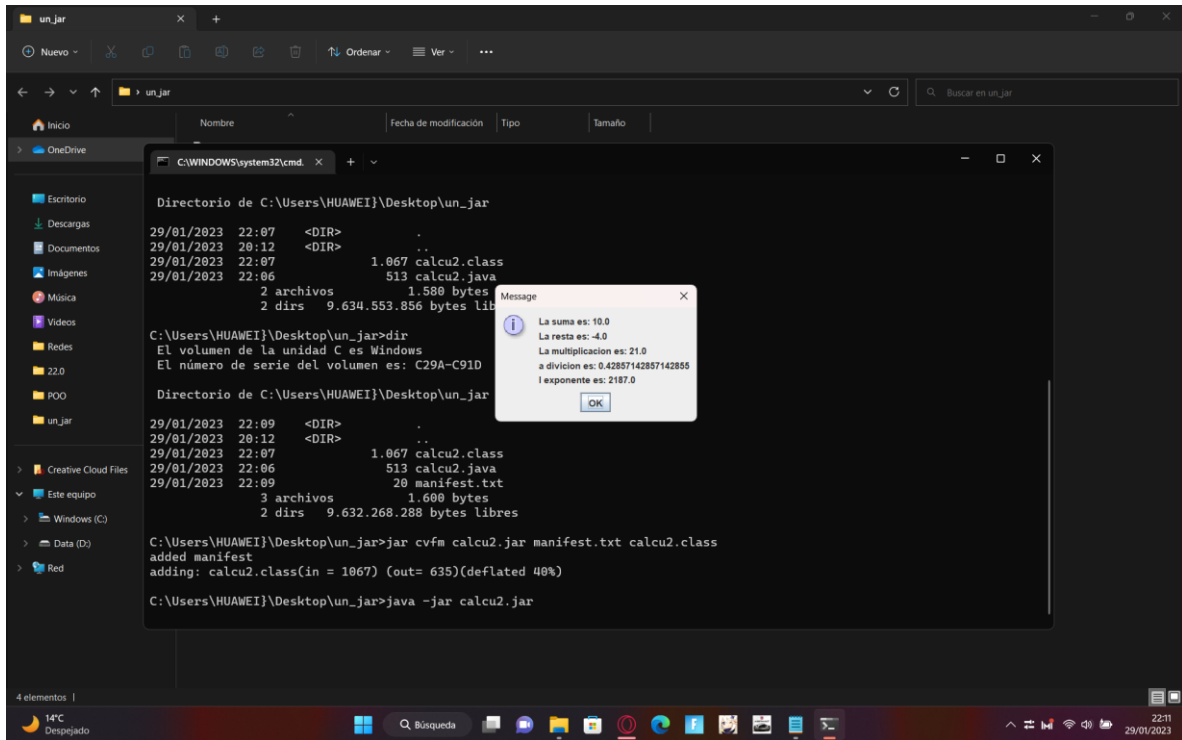 un_jar
Nuevo
Ordenar
Ver
un_jar
Buscar en un_jar
Inicio
OneDrive
Escritorio
Descargas
Documentos
Imágenes
Música
Videos
Redes
22.0
POO
un_jar
Creative Cloud Files
Este equipo
Windows (C:)
Data (D:)
Red
Nombre Fecha de modificación Tipo Tamaño
C:\WINDOWS\system32\cmd.
Directorio de C:\Users\HUAWEI}\Desktop\un_jar
29/01/2023 22:07 <DIR> .
29/01/2023 20:12 <DIR> ..
29/01/2023 22:07 1.067 calcu2.class
29/01/2023 22:06 513 calcu2.java
2 archivos 1.580 bytes
2 dirs 9.634.553.856 bytes lib
C:\Users\HUAWEI}\Desktop\un_jar>dir
El volumen de la unidad C es Windows
El número de serie del volumen es: C29A-C91D
Directorio de C:\Users\HUAWEI}\Desktop\un_jar
29/01/2023 22:09 <DIR> .
29/01/2023 20:12 <DIR> ..
29/01/2023 22:07 1.067 calcu2.class
29/01/2023 22:06 513 calcu2.java
29/01/2023 22:09 20 manifest.txt
3 archivos 1.600 bytes
2 dirs 9.632.268.288 bytes libres
C:\Users\HUAWEI}\Desktop\un_jar>jar cvfm calcu2.jar manifest.txt calcu2.class
added manifest
adding: calcu2.class(in = 1067) (out= 635)(deflated 40%)
C:\Users\HUAWEI}\Desktop\un_jar>java -jar calcu2.jar
Message
La suma es: 10.0
La resta es: -4.0
La multiplicacion es: 21.0
a divicion es: 0.42857142857142855
l exponente es: 2187.0
OK
4 elementos
14°C
Despejado
Búsqueda
22:11
29/01/2023